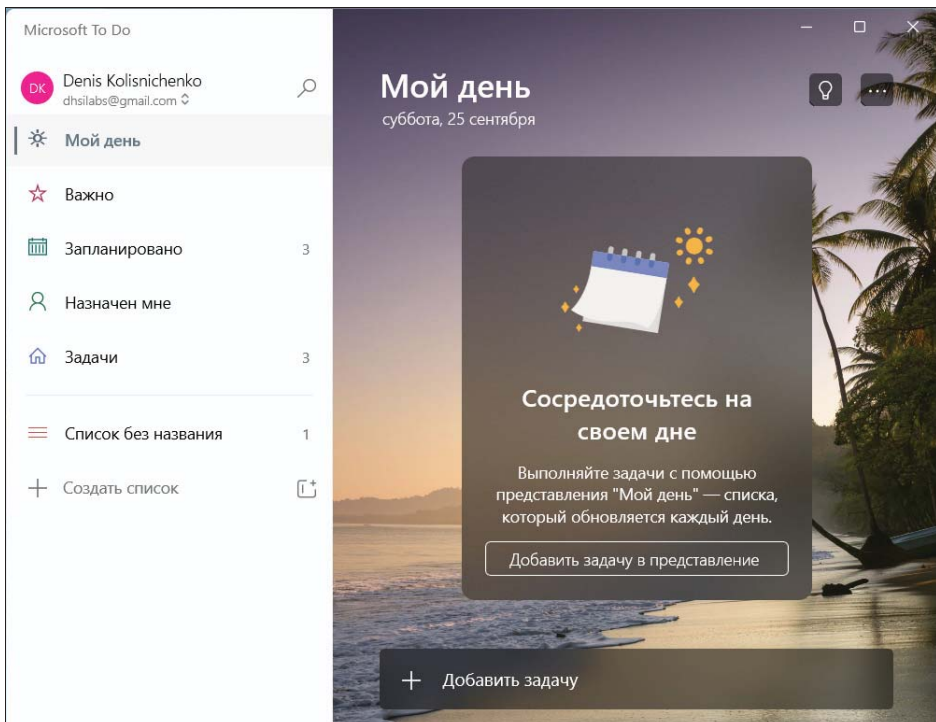 Microsoft To Do
DK
Denis Kolisnichenko
dhsilabs@gmail.com
Мой день
Важно
Запланировано 3
Назначен мне
Задачи 3
Список без названия 1
Создать список
Мой день
суббота, 25 сентября
Сосредоточьтесь на
своем дне
Выполняйте задачи с помощью
представления "Мой день" — списка,
который обновляется каждый день.
Добавить задачу в представление
Добавить задачу